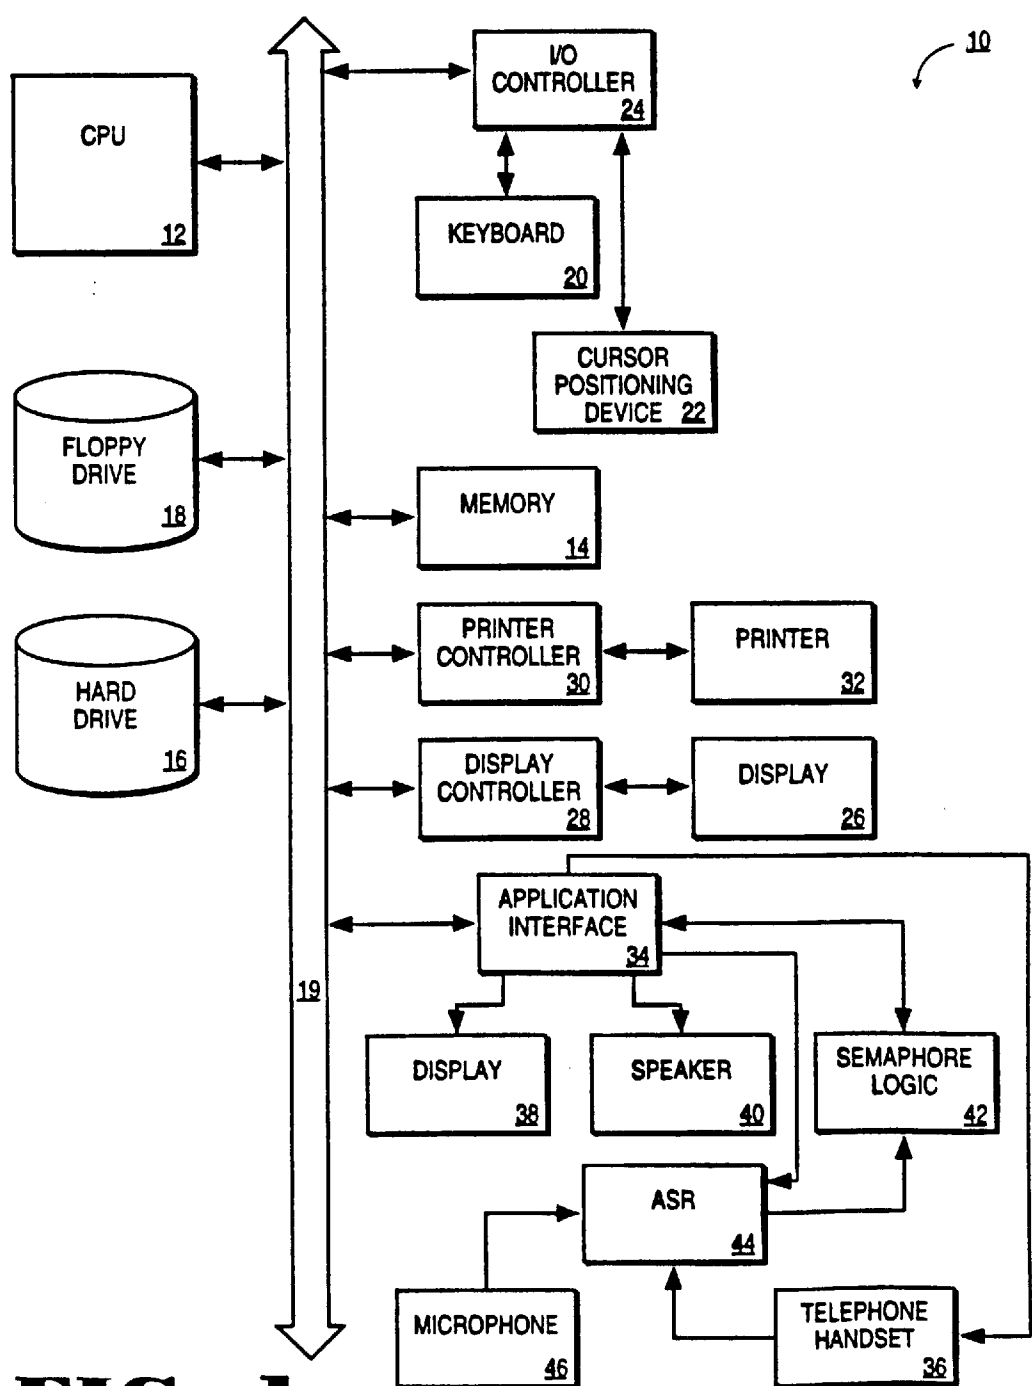 10
I/O
CONTROLLER
24
CPU
12
KEYBOARD
20
CURSOR
POSITIONING
DEVICE 22
FLOPPY
DRIVE
18
MEMORY
14
PRINTER
CONTROLLER
30
PRINTER
32
HARD
DRIVE
16
DISPLAY
CONTROLLER
28
DISPLAY
26
APPLICATION
INTERFACE
34
19
DISPLAY
38
SPEAKER
40
SEMAPHORE
LOGIC
42
ASR
44
MICROPHONE
46
TELEPHONE
HANDSET
36